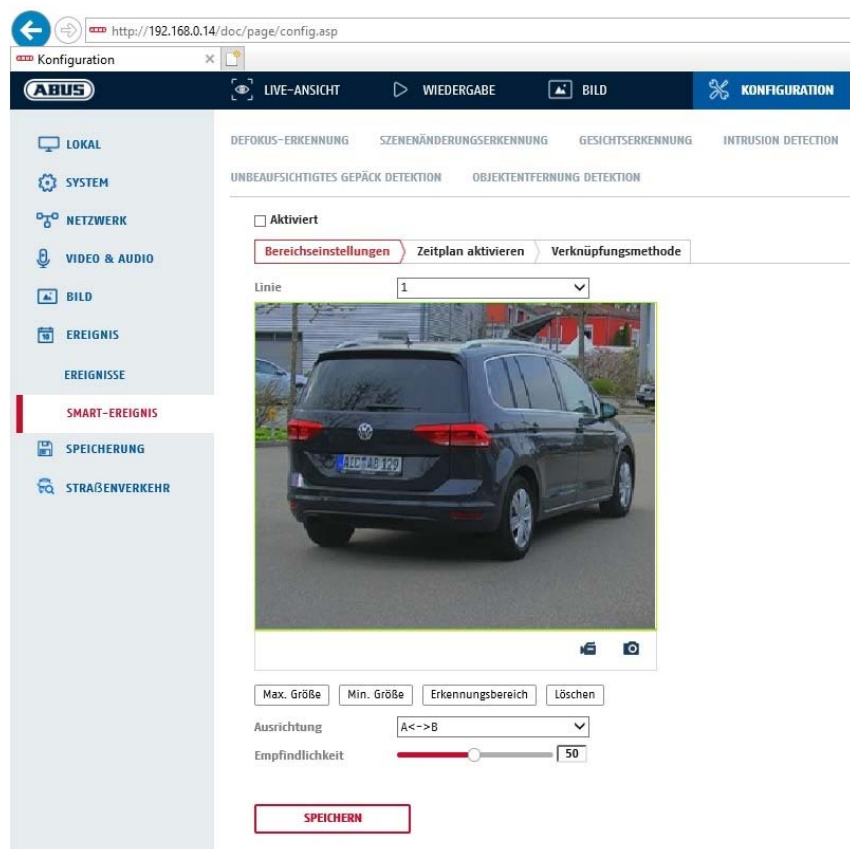 http://192.168.0.14/doc/page/config.asp
Konfiguration
ABUS
LIVE-ANSICHT
WIEDERGABE
BILD
KONFIGURATION
LOKAL
SYSTEM
NETZWERK
VIDEO & AUDIO
BILD
EREIGNIS
EREIGNISSE
SMART-EREIGNIS
SPEICHERUNG
STRAßENVERKEHR
DEFOKUS-ERKENNUNG
SZENENÄNDERUNGSERKENNUNG
GESICHTSERKENNUNG
INTRUSION DETECTION
UNBEAUFSICHTIGTES GEPÄCK DETEKTION
OBJEKTENTFERNUNG DETEKTION
Aktiviert
Bereichseinstellungen
Zeitplan aktivieren
Verknüpfungsmethode
Linie
1
AIC AB 129
Max. Größe
Min. Größe
Erkennungsbereich
Löschen
Ausrichtung
A<->B
Empfindlichkeit
50
SPEICHERN